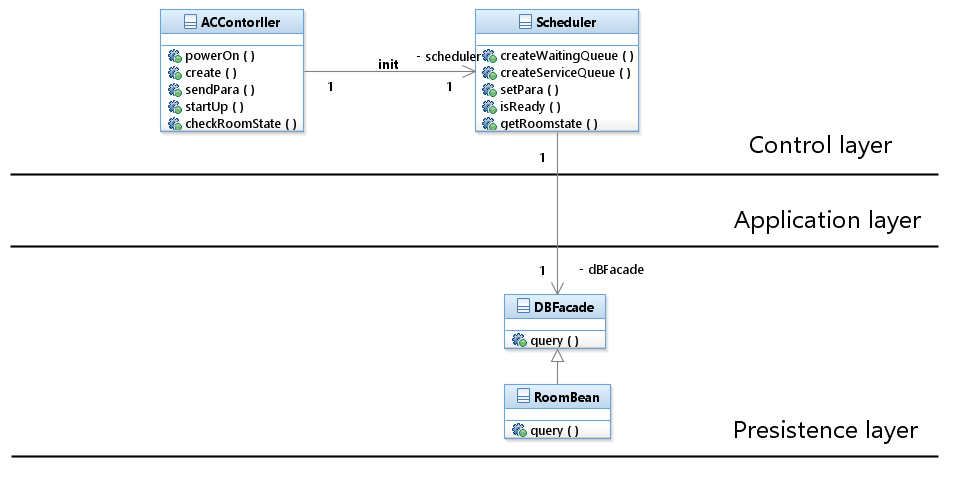 ACContorller
Scheduler
powerOn ( )
create ( )
sendPara ( )
startUp ( )
checkRoomState ( )
init
- scheduler
1
1
createWaitingQueue ( )
createServiceQueue ( )
setPara ( )
isReady ( )
getRoomstate ( )
Control layer
1
Application layer
1
- dBFacade
DBFacade
query ( )
RoomBean
query ( )
Presistence layer